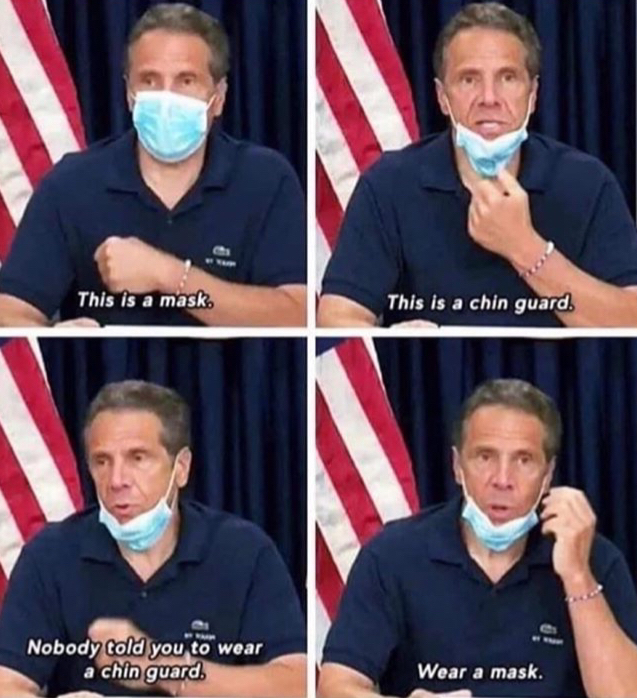 This is a mask.
This is a chin guard.
Nobody told you to wear
a chin guard.
Wear a mask.